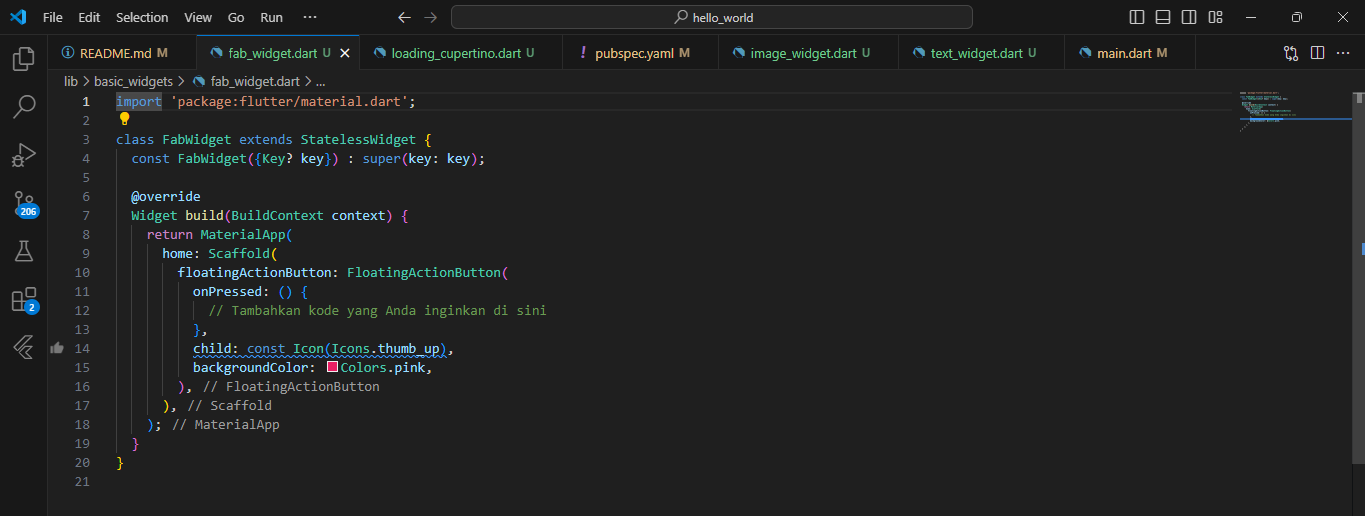 File Edit Selection View Go Run ··· hello_world
README.md M fab_widget.dart loading_cupertino.dart U pubspec.yaml M image_widget.dart U text_widget.dart U main.dart M
lib > basic_widgets > fab_widget.dart > ...
1 import 'package:flutter/material.dart';
2
3 class FabWidget extends StatelessWidget {
4 const FabWidget({Key? key}) : super(key: key);
5
6 @override
7 Widget build(BuildContext context) {
8 return MaterialApp(
9 home: Scaffold(
10 floatingActionButton: FloatingActionButton(
11 onPressed: () {
12 // Tambahkan kode yang Anda inginkan di sini
13 },
14 child: const Icon(Icons.thumb_up),
15 backgroundColor: Colors.pink,
16 ), // FloatingActionButton
17 ), // Scaffold
18 ); // MaterialApp
19 }
20 }
21
206
2